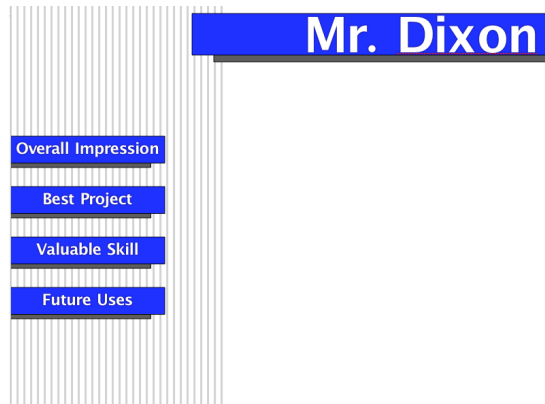 Mr. Dixon
Overall Impression
Best Project
Valuable Skill
Future Uses